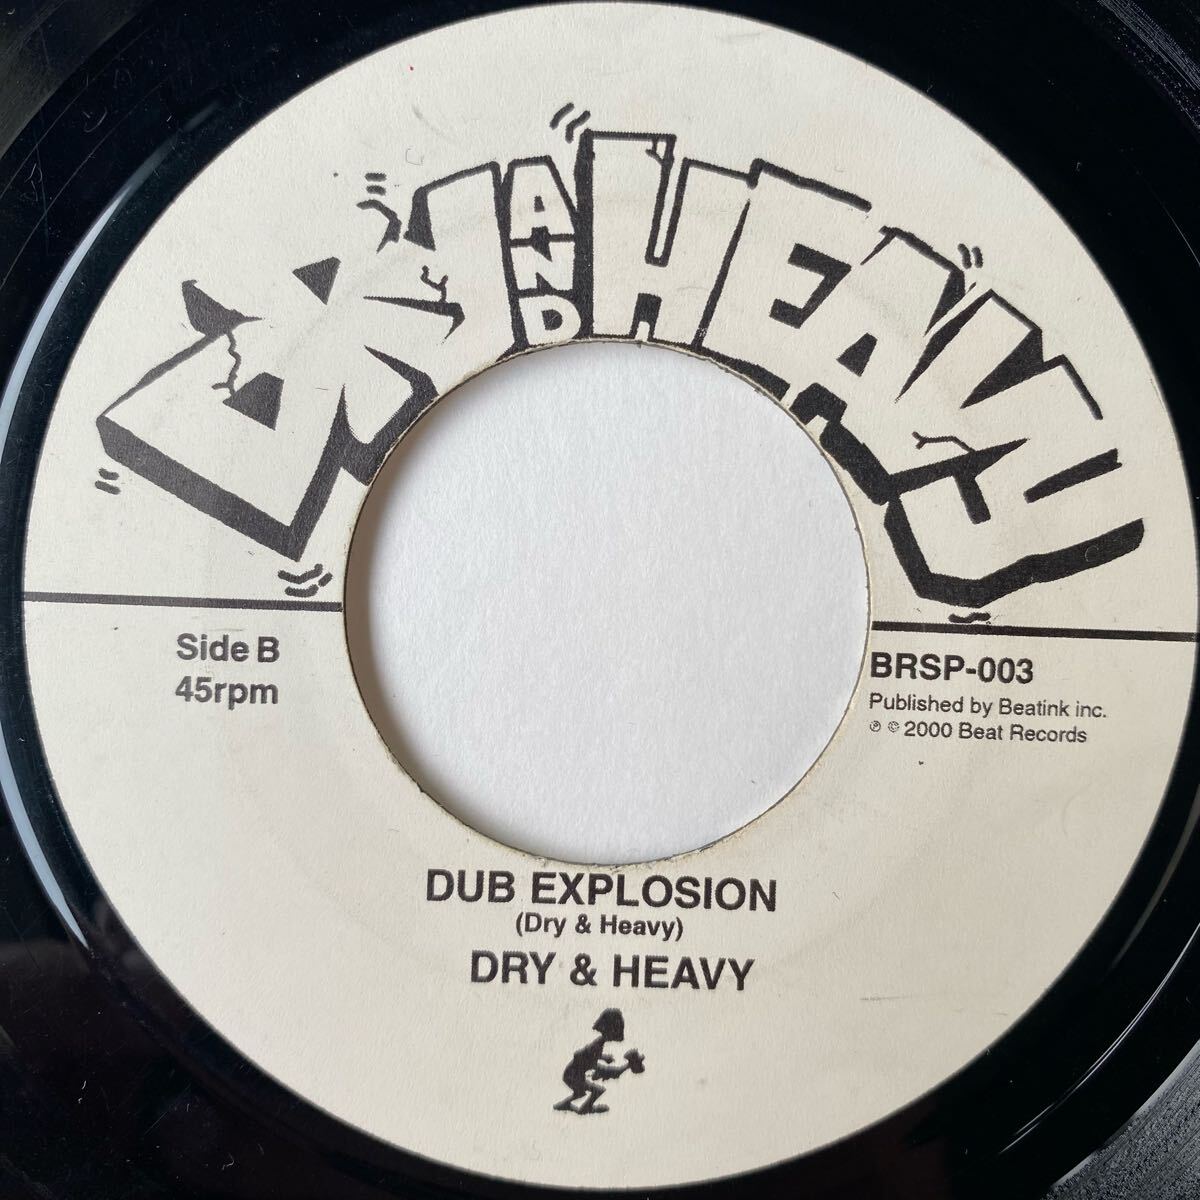 DRY AND HEAVY
Side B
45rpm
BRSP-003
Published by Beatink inc.
℗ © 2000 Beat Records
DUB EXPLOSION
(Dry & Heavy)
DRY & HEAVY